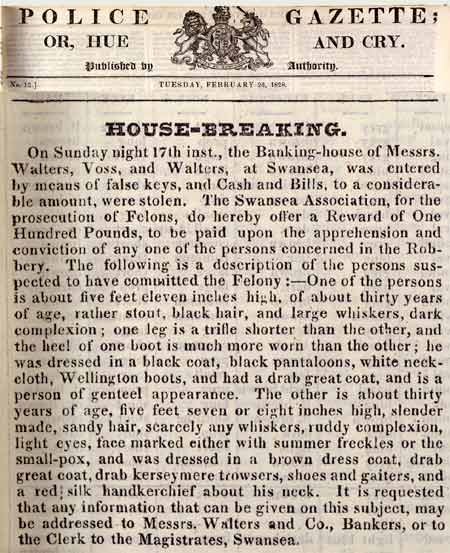 POLICE GAZETTE;
OR, HUE AND CRY.
Published by Authority.
TUESDAY, FEBRUARY 26, 1828.
HOUSE-BREAKING.
On Sunday night 17th inst., the Banking-house of Messrs.
Walters, Voss, and Walters, at Swansea, was entered
by means of false keys, and Cash and Bills, to a considera-
ble amount, were stolen. The Swansea Association, for the
prosecution of Felons, do hereby offer a Reward of One
Hundred Pounds, to be paid upon the apprehension and
conviction of any one of the persons concerned in the Rob-
bery. The following is a description of the persons sus-
pected to have committed the Felony :—One of the persons
is about five feet eleven inches high, of about thirty years
of age, rather stout, black hair, and large whiskers, dark
complexion ; one leg is a trifle shorter than the other, and
the heel of one boot is much more worn than the other ; he
was dressed in a black coat, black pantaloons, white neck-
cloth, Wellington boots, and had a drab great coat, and is a
person of genteel appearance. The other is about thirty
years of age, five feet seven or eight inches high, slender
made, sandy hair, scarcely any whiskers, ruddy complexion,
light eyes, face marked either with summer freckles or the
small-pox, and was dressed in a brown dress coat, drab
great coat, drab kerseymere trowsers, shoes and gaiters, and
a red silk handkerchief about his neck. It is requested
that any information that can be given on this subject, may
be addressed to Messrs. Walters and Co., Bankers, or to
the Clerk to the Magistrates, Swansea.